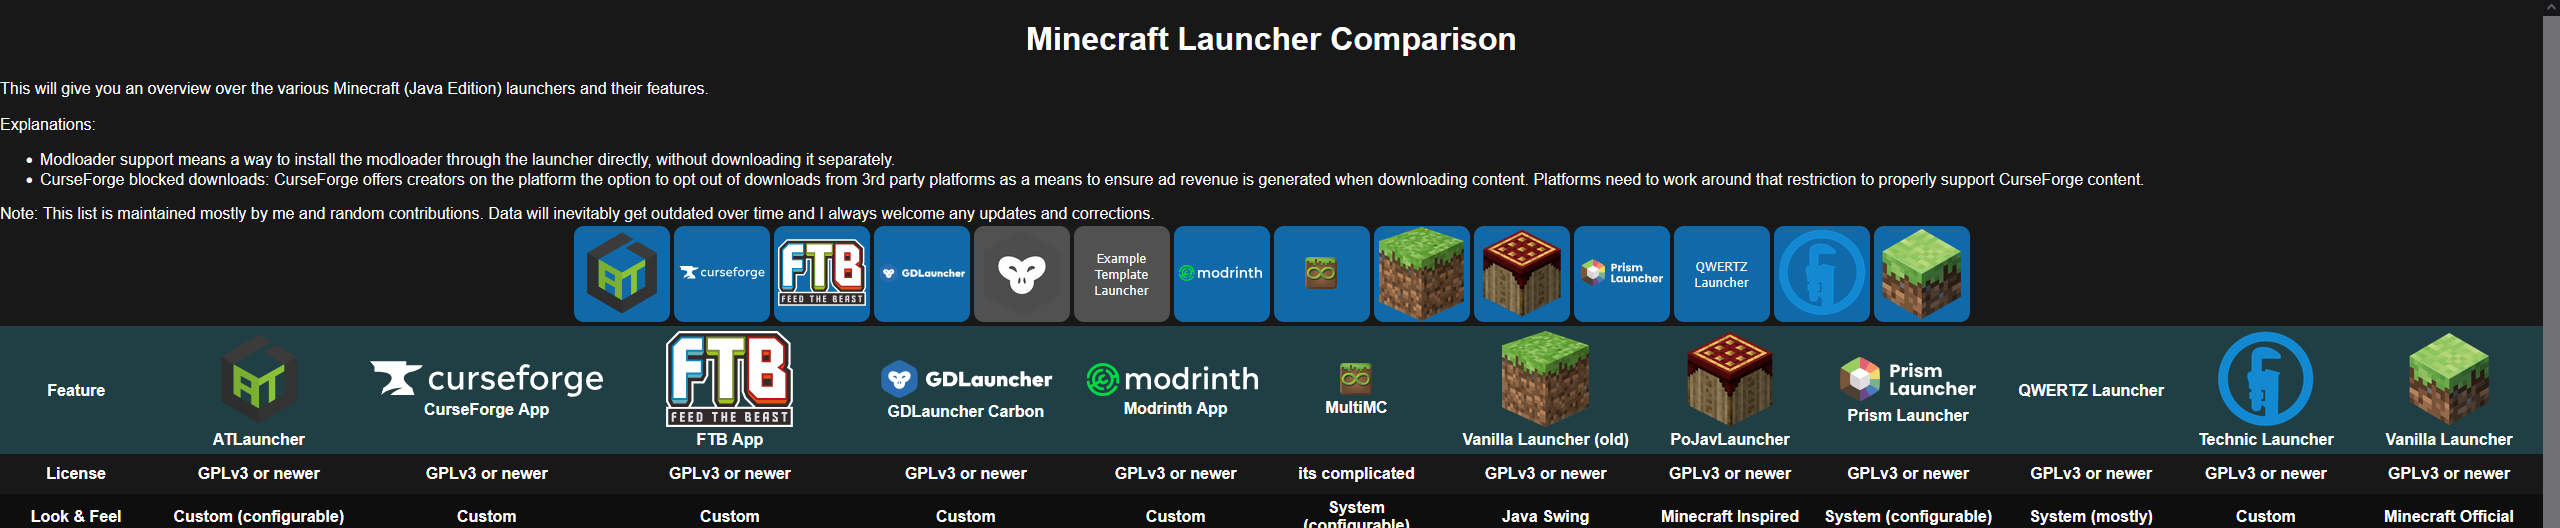 Minecraft Launcher Comparison
This will give you an overview over the various Minecraft (Java Edition) launchers and their features.
Explanations:
Modloader support means a way to install the modloader through the launcher directly, without downloading it separately.
CurseForge blocked downloads: CurseForge offers creators on the platform the option to opt out of downloads from 3rd party platforms as a means to ensure ad revenue is generated when downloading content. Platforms need to work around that restriction to properly support CurseForge content.
Note: This list is maintained mostly by me and random contributions. Data will inevitably get outdated over time and I always welcome any updates and corrections.
AT
curseforge
FTB
FEED THE BEAST
GDLauncher
Example
Template
Launcher
modrinth
Prism
Launcher
QWERTZ
Launcher
Feature
AT
ATLauncher
curseforge
CurseForge App
FTB
FEED THE BEAST
FTB App
GDLauncher
GDLauncher Carbon
modrinth
Modrinth App
MultiMC
Vanilla Launcher (old)
PoJavLauncher
Prism
Launcher
Prism Launcher
QWERTZ Launcher
Technic Launcher
Vanilla Launcher
License GPLv3 or newer GPLv3 or newer GPLv3 or newer GPLv3 or newer GPLv3 or newer its complicated GPLv3 or newer GPLv3 or newer GPLv3 or newer GPLv3 or newer GPLv3 or newer GPLv3 or newer
Look & Feel Custom (configurable) Custom Custom Custom Custom System (configurable) Java Swing Minecraft Inspired System (configurable) System (mostly) Custom Minecraft Official